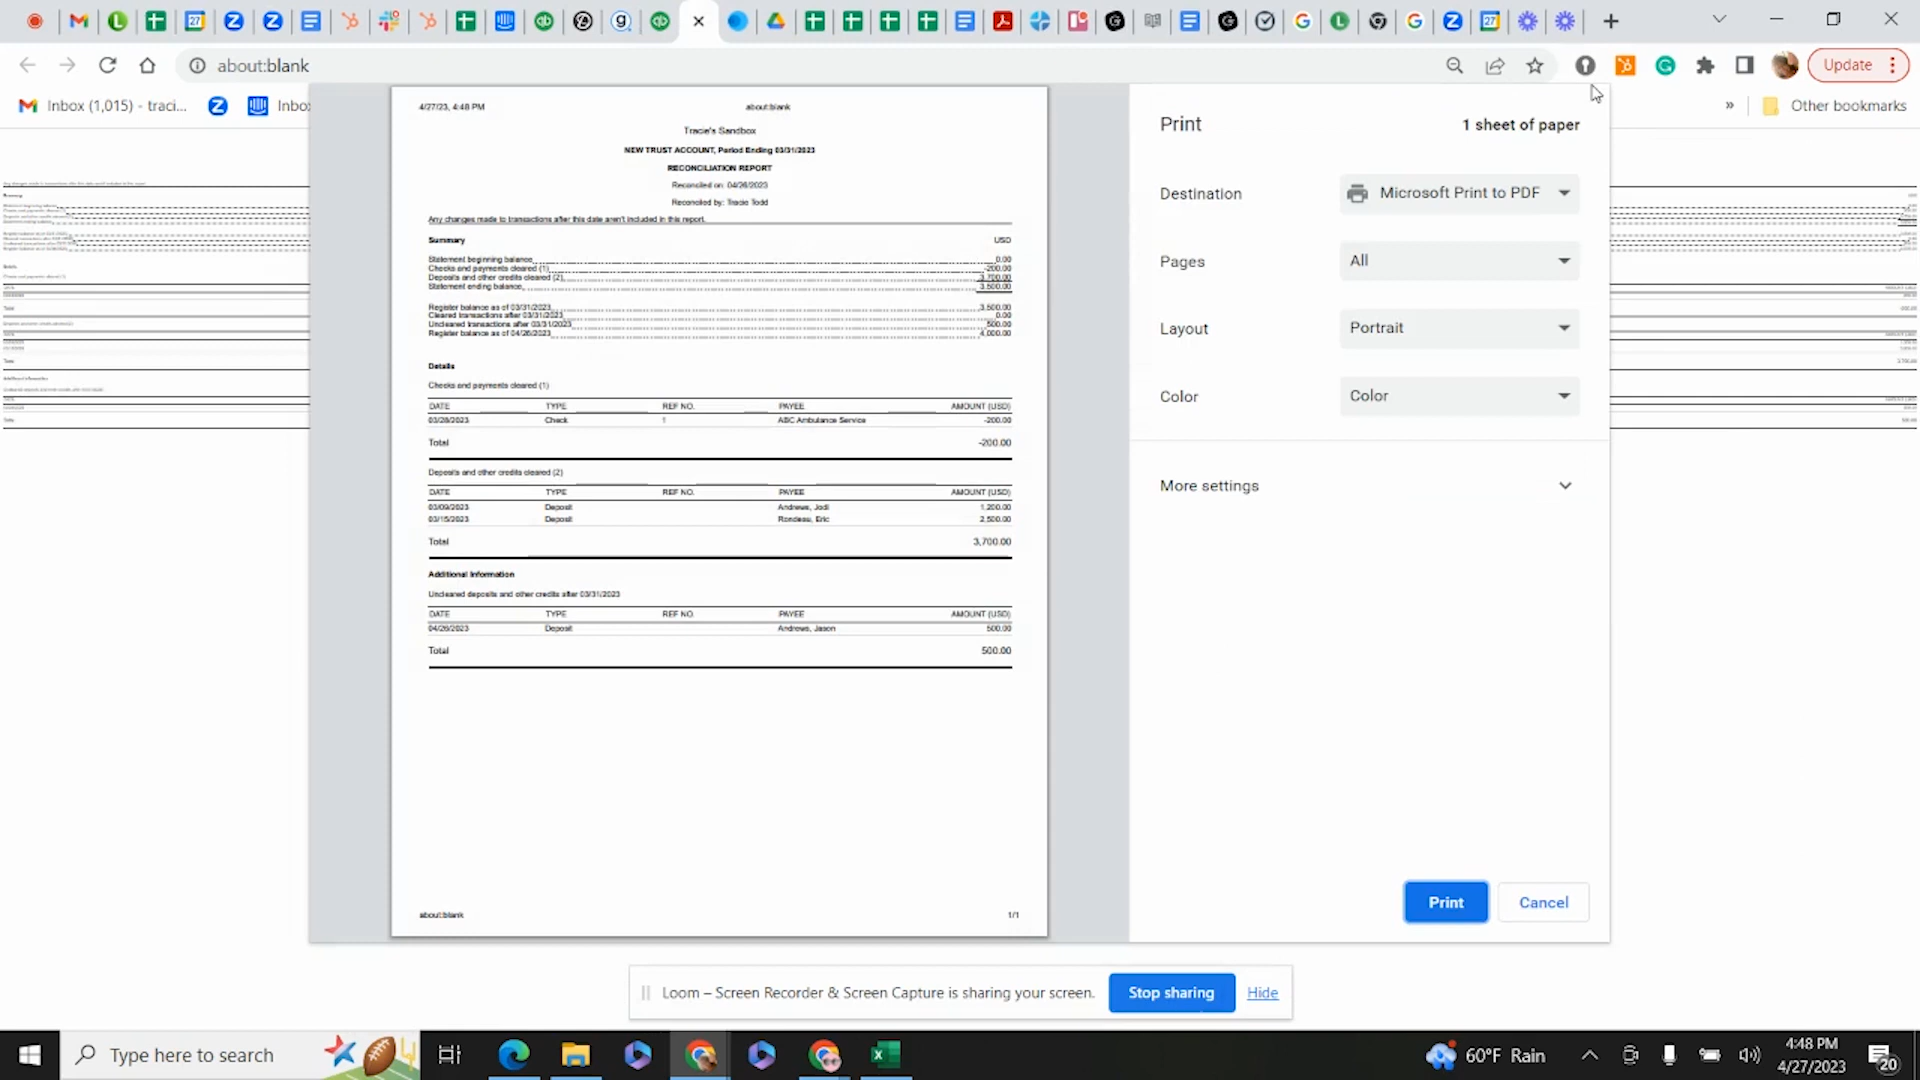 about:blank
Update
Inbox (1,015) - traci...
Inbo
»
Other bookmarks
4/27/23, 4:48 PM
about:blank
Tracie's Sandbox
NEW TRUST ACCOUNT, Period Ending 03/31/2023
RECONCILIATION REPORT
Reconciled on: 04/26/2023
Reconciled by: Tracie Todd
Any changes made to transactions after this date aren't included in this report.
Summary USD
Statement beginning balance 0.00
Checks and payments cleared (1) -200.00
Deposits and other credits cleared (2) 3,700.00
Statement ending balance 3,500.00
Register balance as of 03/31/2023 3,500.00
Cleared transactions after 03/31/2023 0.00
Uncleared transactions after 03/31/2023 500.00
Register balance as of 04/26/2023 4,000.00
Details
Checks and payments cleared (1)
DATE TYPE REF NO. PAYEE AMOUNT (USD)
03/28/2023 Check 1 ABC Ambulance Service -200.00
Total -200.00
Deposits and other credits cleared (2)
DATE TYPE REF NO. PAYEE AMOUNT (USD)
03/09/2023 Deposit Andrews, Jodi 1,200.00
03/15/2023 Deposit Rondeau, Eric 2,500.00
Total 3,700.00
Additional Information
Uncleared deposits and other credits after 03/31/2023
DATE TYPE REF NO. PAYEE AMOUNT (USD)
04/26/2023 Deposit Andrews, Jason 500.00
Total 500.00
about:blank 1/1
Print 1 sheet of paper
Destination Microsoft Print to PDF
Pages All
Layout Portrait
Color Color
More settings
Print Cancel
Loom – Screen Recorder & Screen Capture is sharing your screen. Stop sharing Hide
Type here to search
60°F Rain
4:48 PM
4/27/2023
20